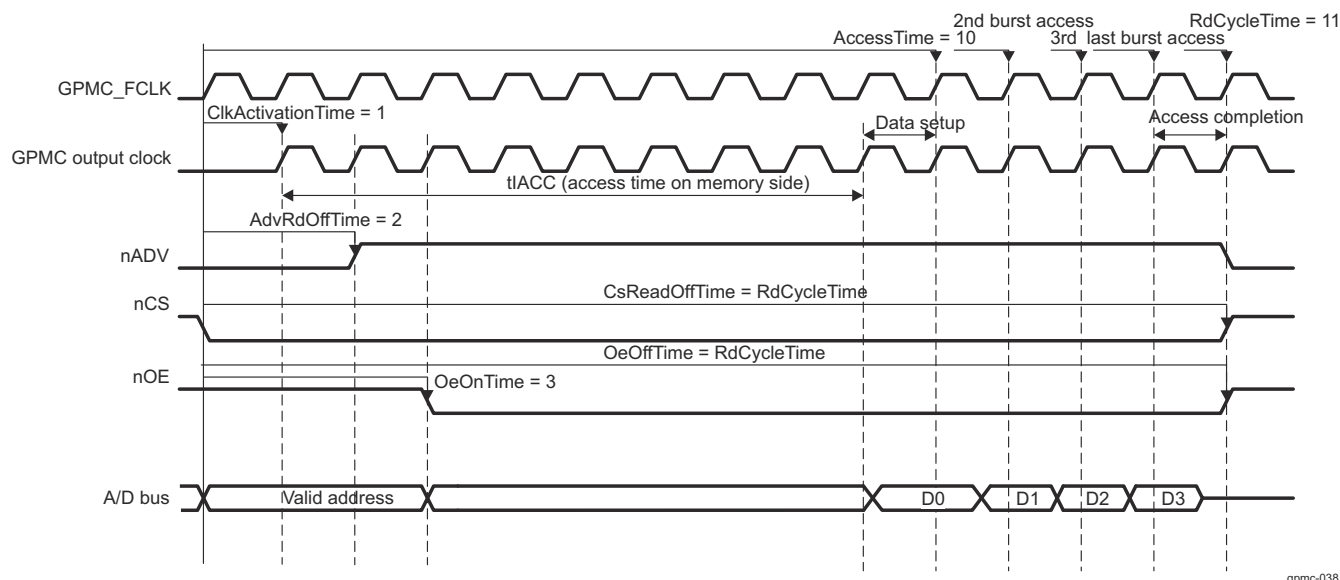 2nd burst access
RdCycleTime = 11
AccessTime = 10
3rd last burst access
GPMC_FCLK
ClkActivationTime = 1
Data setup
Access completion
GPMC output clock
tIACC (access time on memory side)
AdvRdOffTime = 2
nADV
nCS
CsReadOffTime = RdCycleTime
OeOffTime = RdCycleTime
nOE
OeOnTime = 3
A/D bus
Valid address
D0
D1
D2
D3
gpmc-038